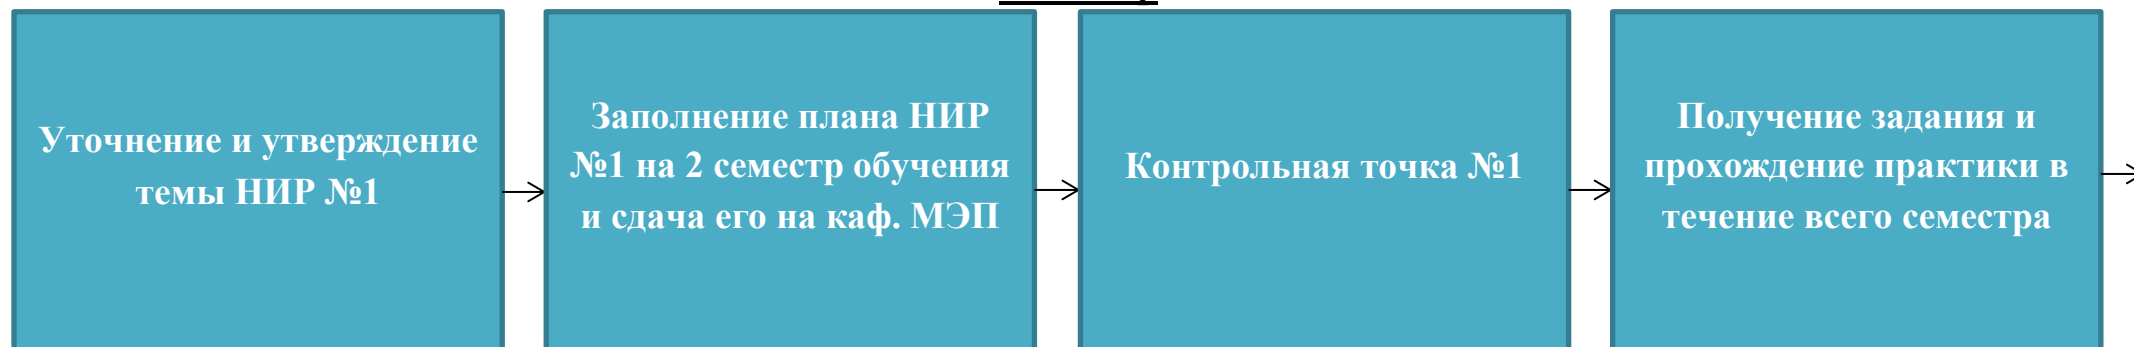 Уточнение и утверждение
темы НИР №1
Заполнение плана НИР
№1 на 2 семестр обучения
и сдача его на каф. МЭП
Контрольная точка №1
Получение задания и
прохождение практики в
течение всего семестра